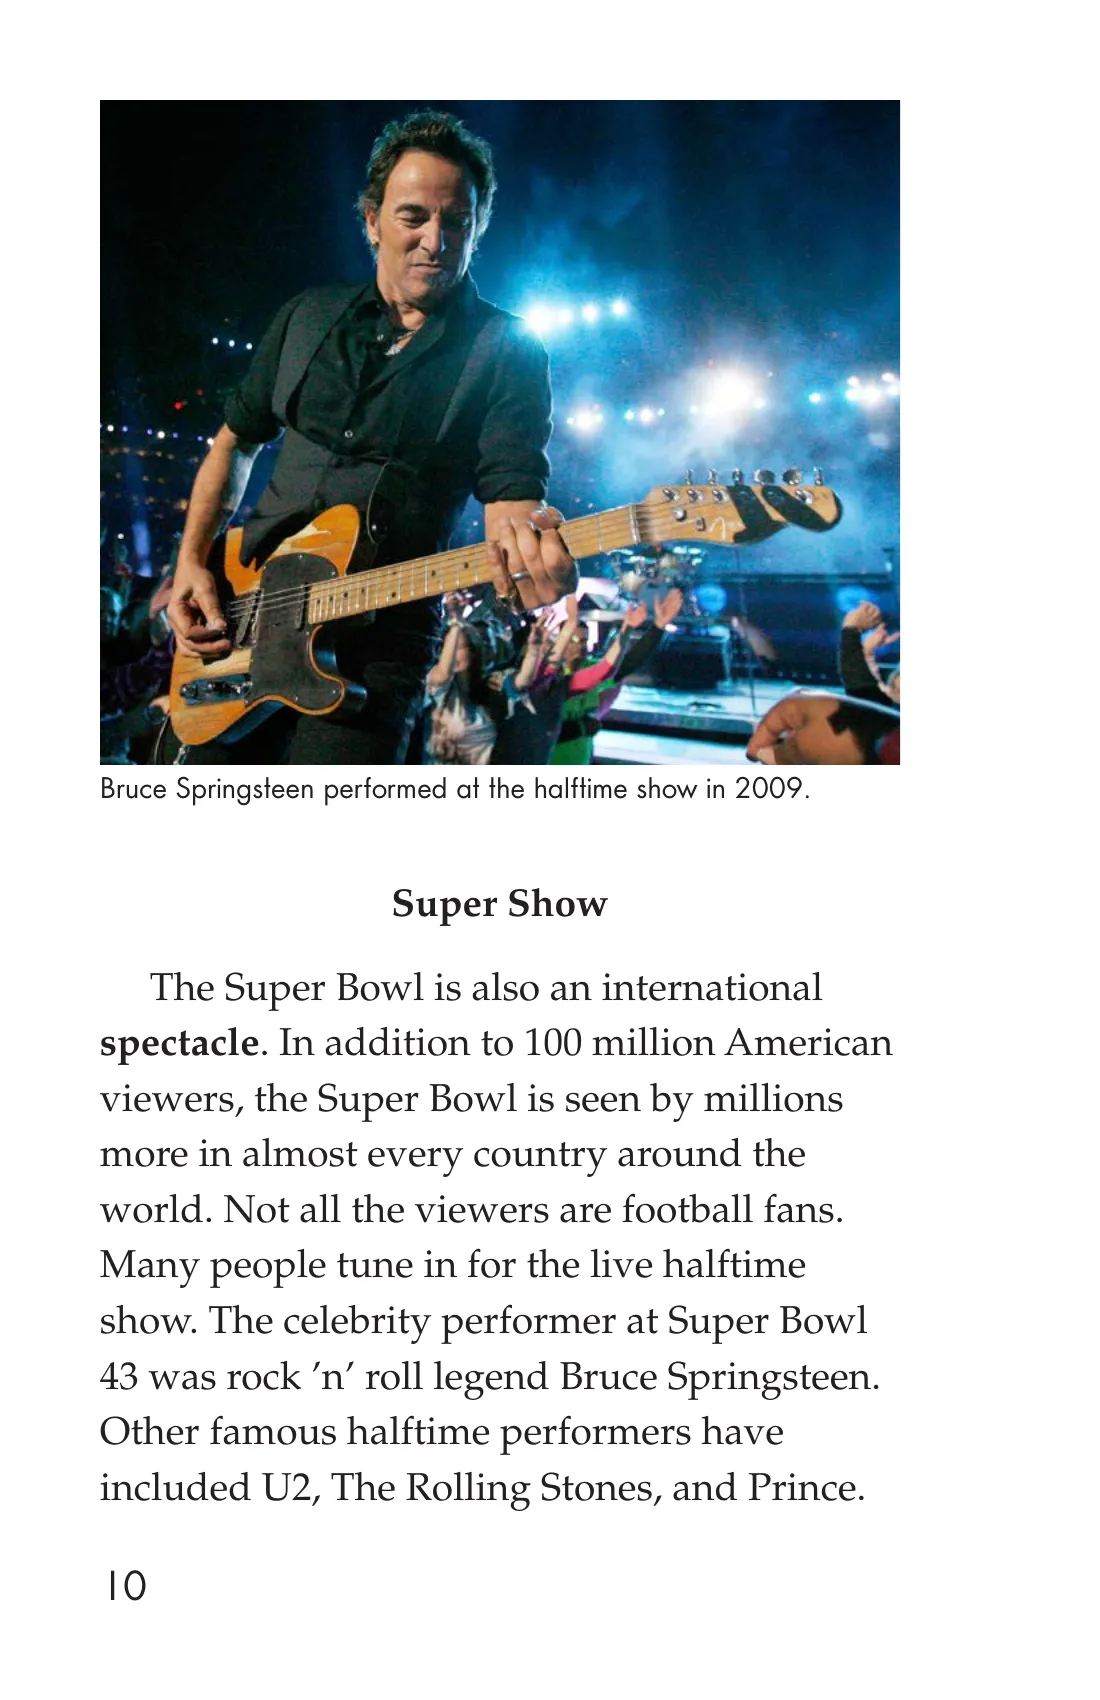 Bruce Springsteen performed at the halftime show in 2009.
Super Show
The Super Bowl is also an international
spectacle. In addition to 100 million American
viewers, the Super Bowl is seen by millions
more in almost every country around the
world. Not all the viewers are football fans.
Many people tune in for the live halftime
show. The celebrity performer at Super Bowl
43 was rock ’n’ roll legend Bruce Springsteen.
Other famous halftime performers have
included U2, The Rolling Stones, and Prince.
10